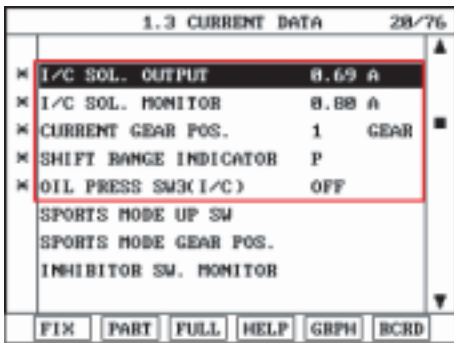 1.3 CURRENT DATA 20/76
× I/C SOL. OUTPUT 0.69 A
× I/C SOL. MONITOR 0.80 A
× CURRENT GEAR POS. 1 GEAR
× SHIFT RANGE INDICATOR P
× OIL PRESS SW3(I/C) OFF
SPORTS MODE UP SW
SPORTS MODE GEAR POS.
INHIBITOR SW. MONITOR
FIX PART FULL HELP GRPH RCRD